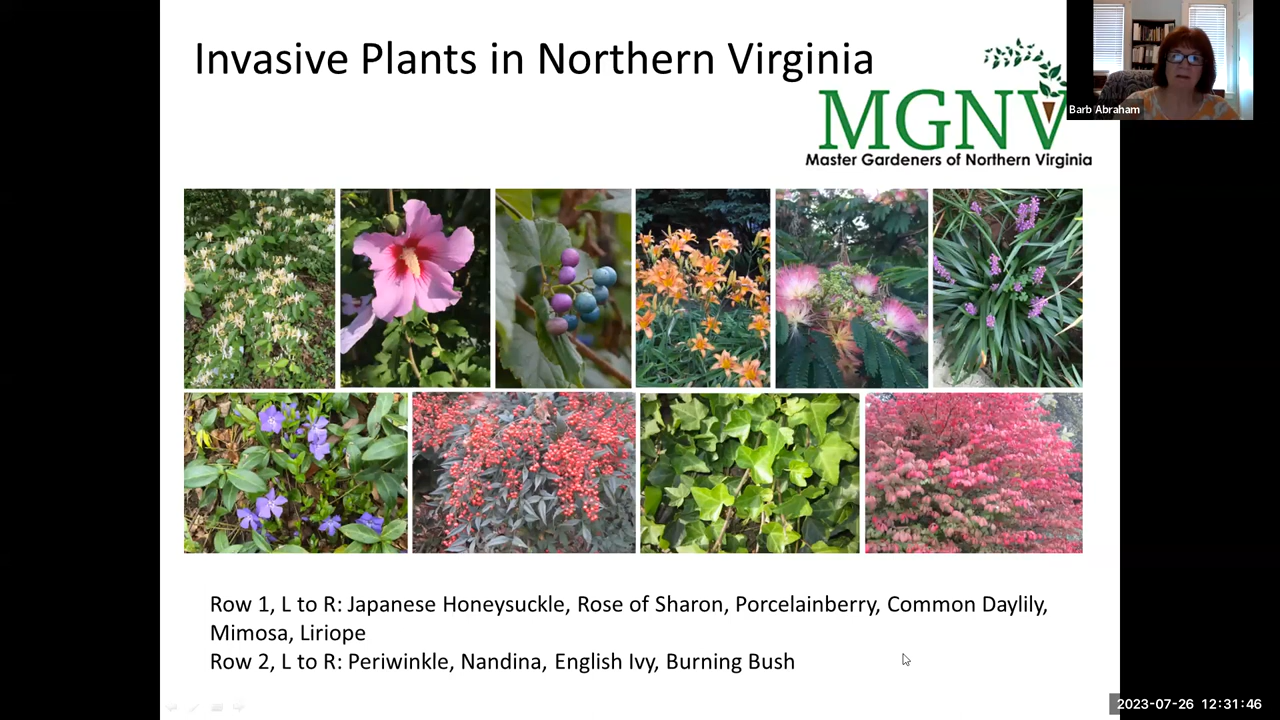 Invasive Plants in Northern Virginia
MGNV
Master Gardeners of Northern Virginia
Barb Abraham
Row 1, L to R: Japanese Honeysuckle, Rose of Sharon, Porcelainberry, Common Daylily,
Mimosa, Liriope
Row 2, L to R: Periwinkle, Nandina, English Ivy, Burning Bush
2023-07-26 12:31:46